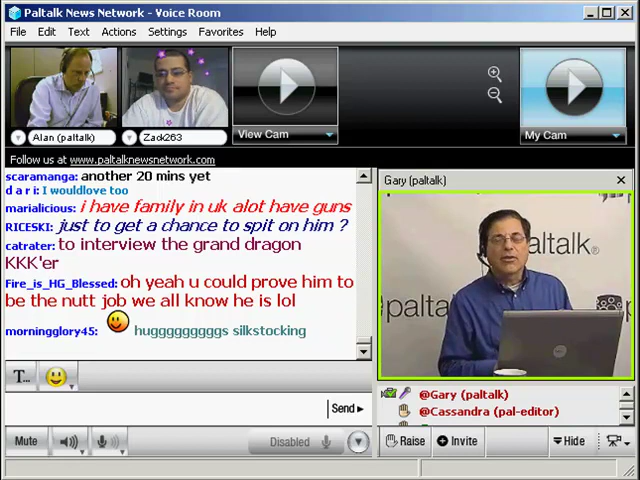 Paltalk News Network - Voice Room
File Edit Text Actions Settings Favorites Help
Alan (paltalk) Zack263 View Cam My Cam
Follow us at www.paltalknewsnetwork.com
scaramanga: another 20 mins yet
d a r i: I wouldlove too
marialicious: i have family in uk alot have guns
RICESKI: just to get a chance to spit on him ?
catrater: to interview the grand dragon
KKK'er
Fire_is_HG_Blessed: oh yeah u could prove him to
be the nutt job we all know he is lol
morningglory45: huggggggggs silkstocking
Gary (paltalk)
Paltalk
paltalk
paltalk®
palt
@Gary (paltalk)
@Cassandra (pal-editor)
T...
Send
Mute Disabled Raise Invite Hide